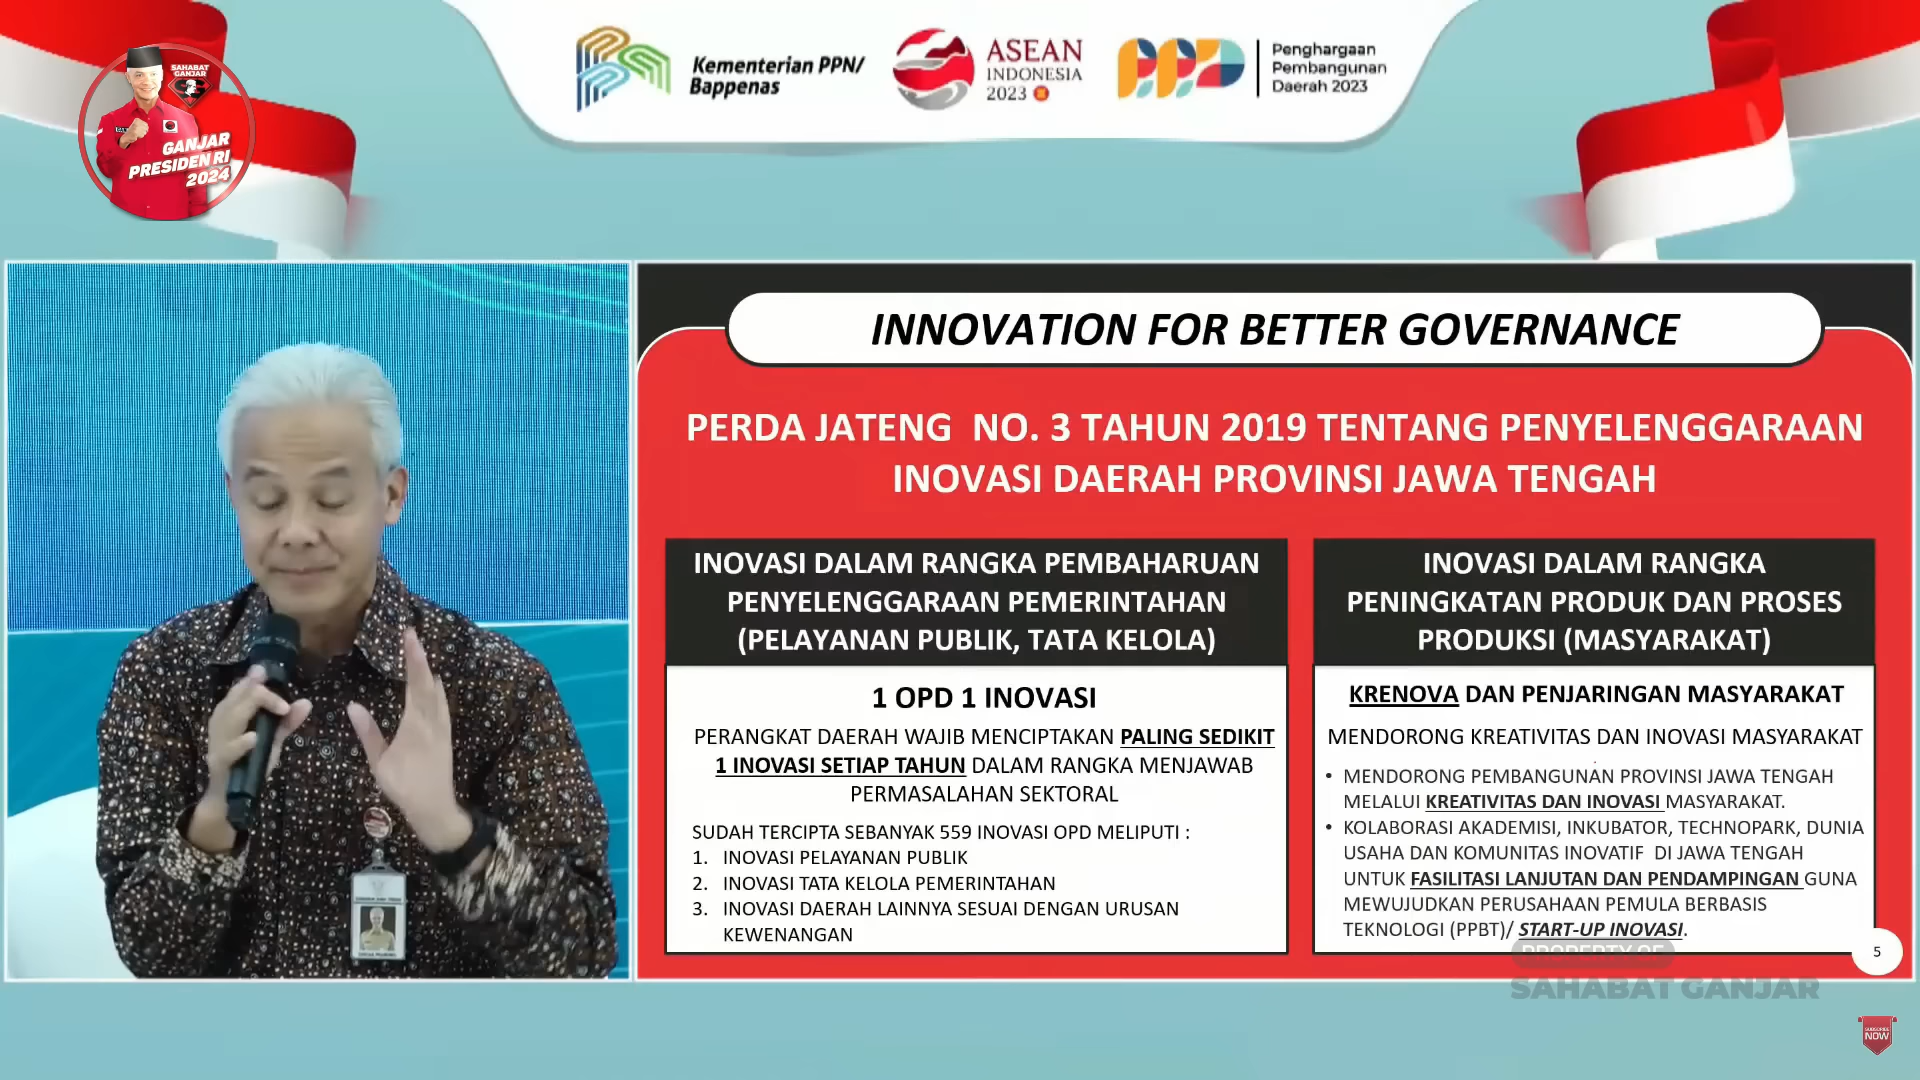 SAHABAT
GANJAR
GANJAR
PRESIDEN RI
2024
Kementerian PPN/
Bappenas
ASEAN
INDONESIA
2023
PPD
Penghargaan
Pembangunan
Daerah 2023
INNOVATION FOR BETTER GOVERNANCE
PERDA JATENG NO. 3 TAHUN 2019 TENTANG PENYELENGGARAAN
INOVASI DAERAH PROVINSI JAWA TENGAH
INOVASI DALAM RANGKA PEMBAHARUAN
PENYELENGGARAAN PEMERINTAHAN
(PELAYANAN PUBLIK, TATA KELOLA)
1 OPD 1 INOVASI
PERANGKAT DAERAH WAJIB MENCIPTAKAN PALING SEDIKIT
1 INOVASI SETIAP TAHUN DALAM RANGKA MENJAWAB
PERMASALAHAN SEKTORAL
SUDAH TERCIPTA SEBANYAK 559 INOVASI OPD MELIPUTI :
1. INOVASI PELAYANAN PUBLIK
2. INOVASI TATA KELOLA PEMERINTAHAN
3. INOVASI DAERAH LAINNYA SESUAI DENGAN URUSAN
KEWENANGAN
INOVASI DALAM RANGKA
PENINGKATAN PRODUK DAN PROSES
PRODUKSI (MASYARAKAT)
KRENOVA DAN PENJARINGAN MASYARAKAT
MENDORONG KREATIVITAS DAN INOVASI MASYARAKAT
• MENDORONG PEMBANGUNAN PROVINSI JAWA TENGAH
MELALUI KREATIVITAS DAN INOVASI MASYARAKAT.
• KOLABORASI AKADEMISI, INKUBATOR, TECHNOPARK, DUNIA
USAHA DAN KOMUNITAS INOVATIF DI JAWA TENGAH
UNTUK FASILITASI LANJUTAN DAN PENDAMPINGAN GUNA
MEWUJUDKAN PERUSAHAAN PEMULA BERBASIS
TEKNOLOGI (PPBT)/ START-UP INOVASI.
5
PROPERTY OF
SAHABAT GANJAR
SUBSCRIBE
NOW